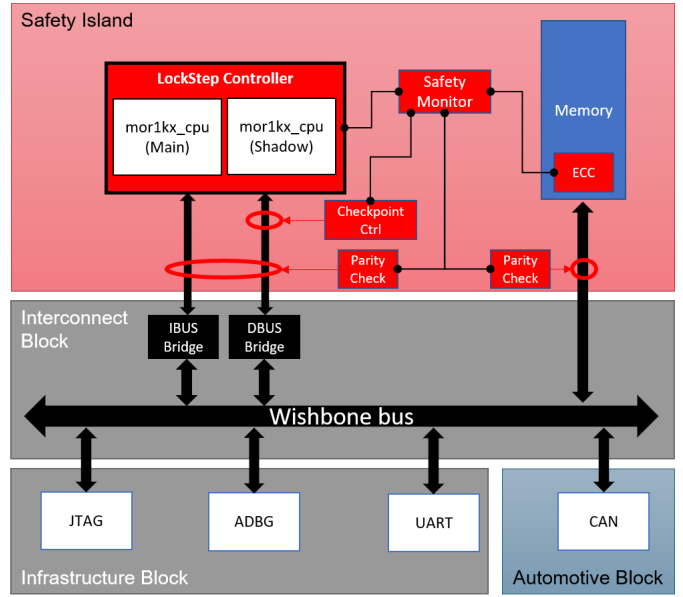 Safety Island
LockStep Controller
mor1kx_cpu
(Main)
mor1kx_cpu
(Shadow)
Safety
Monitor
Memory
ECC
Checkpoint
Ctrl
Parity
Check
Parity
Check
Interconnect
Block
IBUS
Bridge
DBUS
Bridge
Wishbone bus
JTAG
ADBG
UART
CAN
Infrastructure Block
Automotive Block